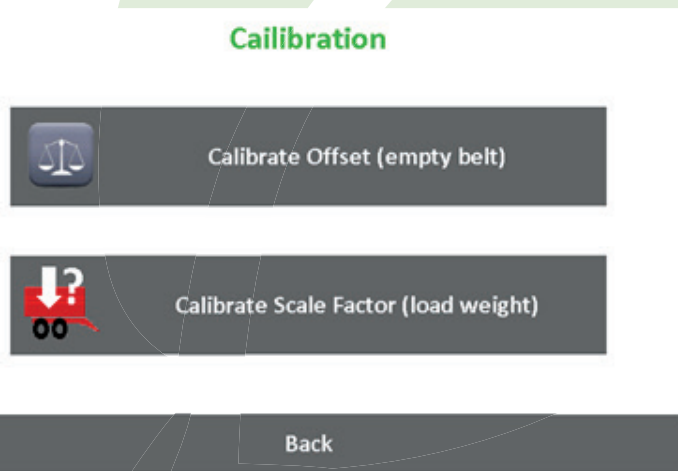 Cailibration
Calibrate Offset (empty belt)
?
Calibrate Scale Factor (load weight)
Back